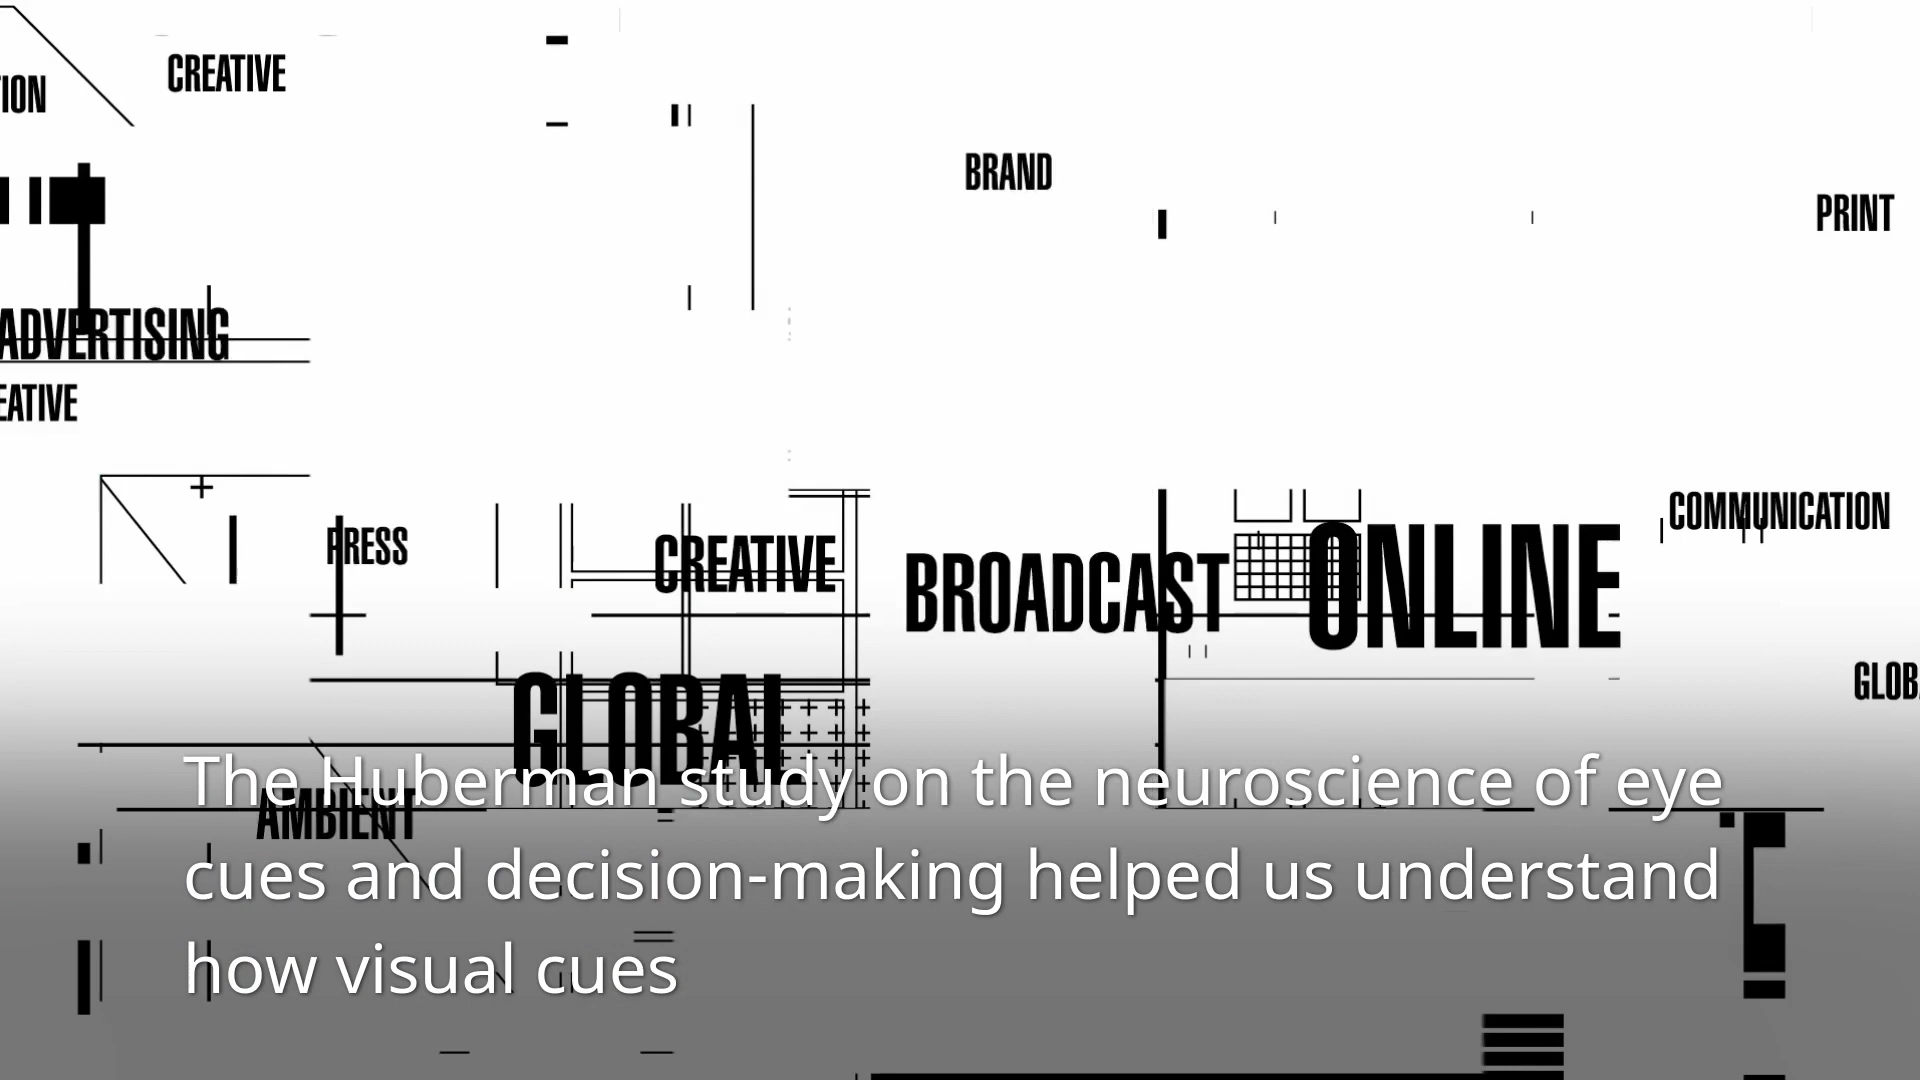 CREATIVE
BRAND
PRINT
ADVERTISING
COMMUNICATION
PRESS
CREATIVE
BROADCAST
ONLINE
GLOBAL
AMBIENT
The Huberman study on the neuroscience of eye
cues and decision-making helped us understand
how visual cues